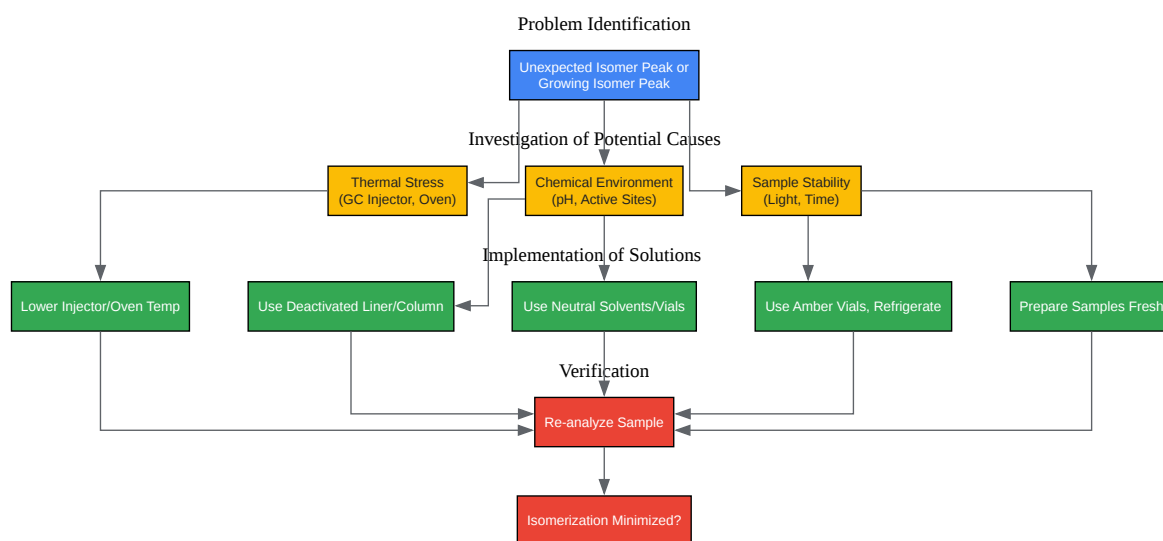 Problem Identification
Unexpected Isomer Peak or
Growing Isomer Peak
Investigation of Potential Causes
Thermal Stress
(GC Injector, Oven)
Chemical Environment
(pH, Active Sites)
Sample Stability
(Light, Time)
Implementation of Solutions
Lower Injector/Oven Temp
Use Deactivated Liner/Column
Use Neutral Solvents/Vials
Use Amber Vials, Refrigerate
Prepare Samples Fresh
Verification
Re-analyze Sample
Isomerization Minimized?